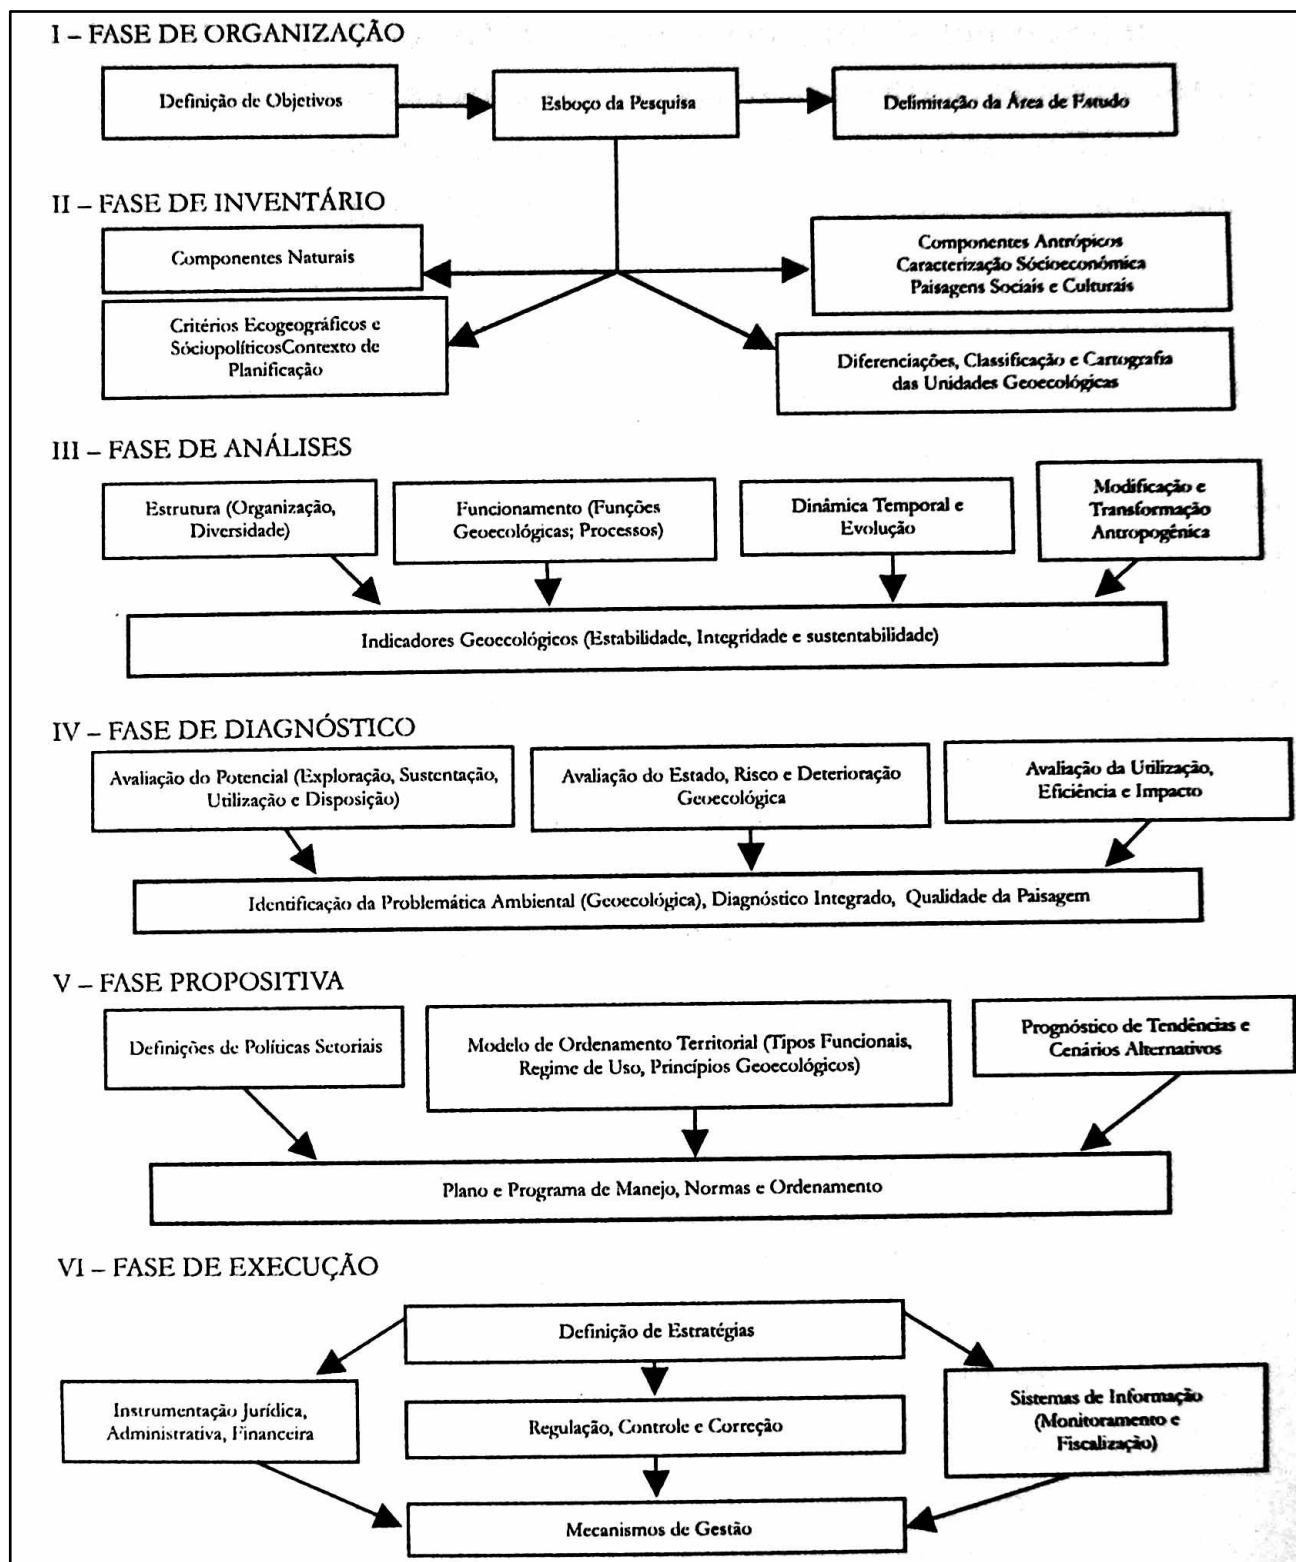 I – FASE DE ORGANIZAÇÃO
Definição de Objetivos
Esboço da Pesquisa
Delimitação da Área de Estudo
II – FASE DE INVENTÁRIO
Componentes Naturais
Componentes Antrópicos
Caracterização Sócioeconômica
Paisagens Sociais e Culturais
Critérios Ecogeográficos e
SóciopolíticosContexto de
Planificação
Diferenciações, Classificação e Cartografia
das Unidades Geoecológicas
III – FASE DE ANÁLISES
Estrutura (Organização,
Diversidade)
Funcionamento (Funções
Geoecológicas; Processos)
Dinâmica Temporal e
Evolução
Modificação e
Transformação
Antropogênica
Indicadores Geoecológicos (Estabilidade, Integridade e sustentabilidade)
IV – FASE DE DIAGNÓSTICO
Avaliação do Potencial (Exploração, Sustentação,
Utilização e Disposição)
Avaliação do Estado, Risco e Deterioração
Geoecológica
Avaliação da Utilização,
Eficiência e Impacto
Identificação da Problemática Ambiental (Geoecológica), Diagnóstico Integrado, Qualidade da Paisagem
V – FASE PROPOSITIVA
Definições de Políticas Setoriais
Modelo de Ordenamento Territorial (Tipos Funcionais,
Regime de Uso, Princípios Geoecológicos)
Prognóstico de Tendências e
Cenários Alternativos
Plano e Programa de Manejo, Normas e Ordenamento
VI – FASE DE EXECUÇÃO
Definição de Estratégias
Instrumentação Jurídica,
Administrativa, Financeira
Regulação, Controle e Correção
Sistemas de Informação
(Monitoramento e
Fiscalização)
Mecanismos de Gestão